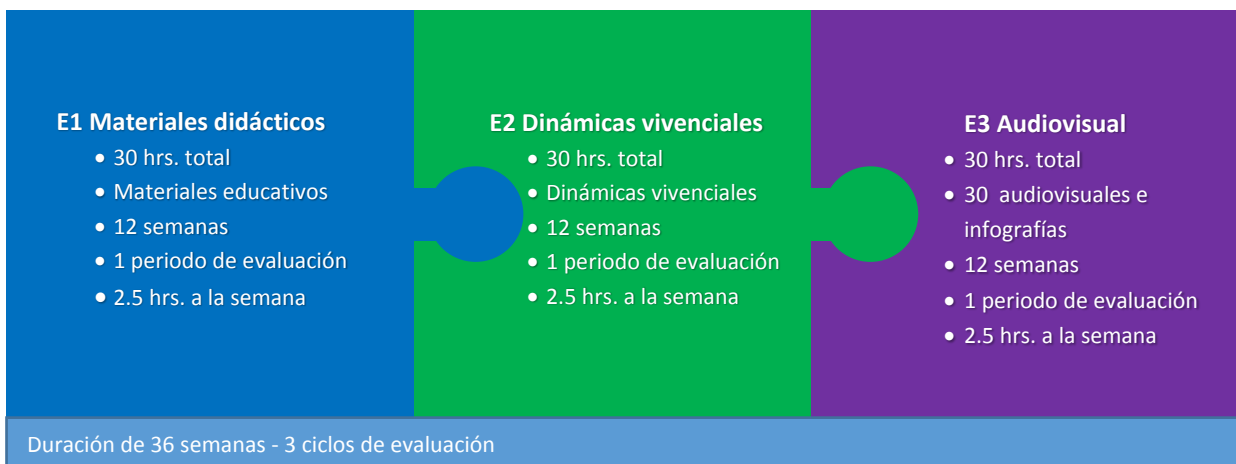 E1 Materiales didácticos
• 30 hrs. total
• Materiales educativos
• 12 semanas
• 1 periodo de evaluación
• 2.5 hrs. a la semana
E2 Dinámicas vivenciales
• 30 hrs. total
• Dinámicas vivenciales
• 12 semanas
• 1 periodo de evaluación
• 2.5 hrs. a la semana
E3 Audiovisual
• 30 hrs. total
• 30 audiovisuales e
infografías
• 12 semanas
• 1 periodo de evaluación
• 2.5 hrs. a la semana
Duración de 36 semanas - 3 ciclos de evaluación